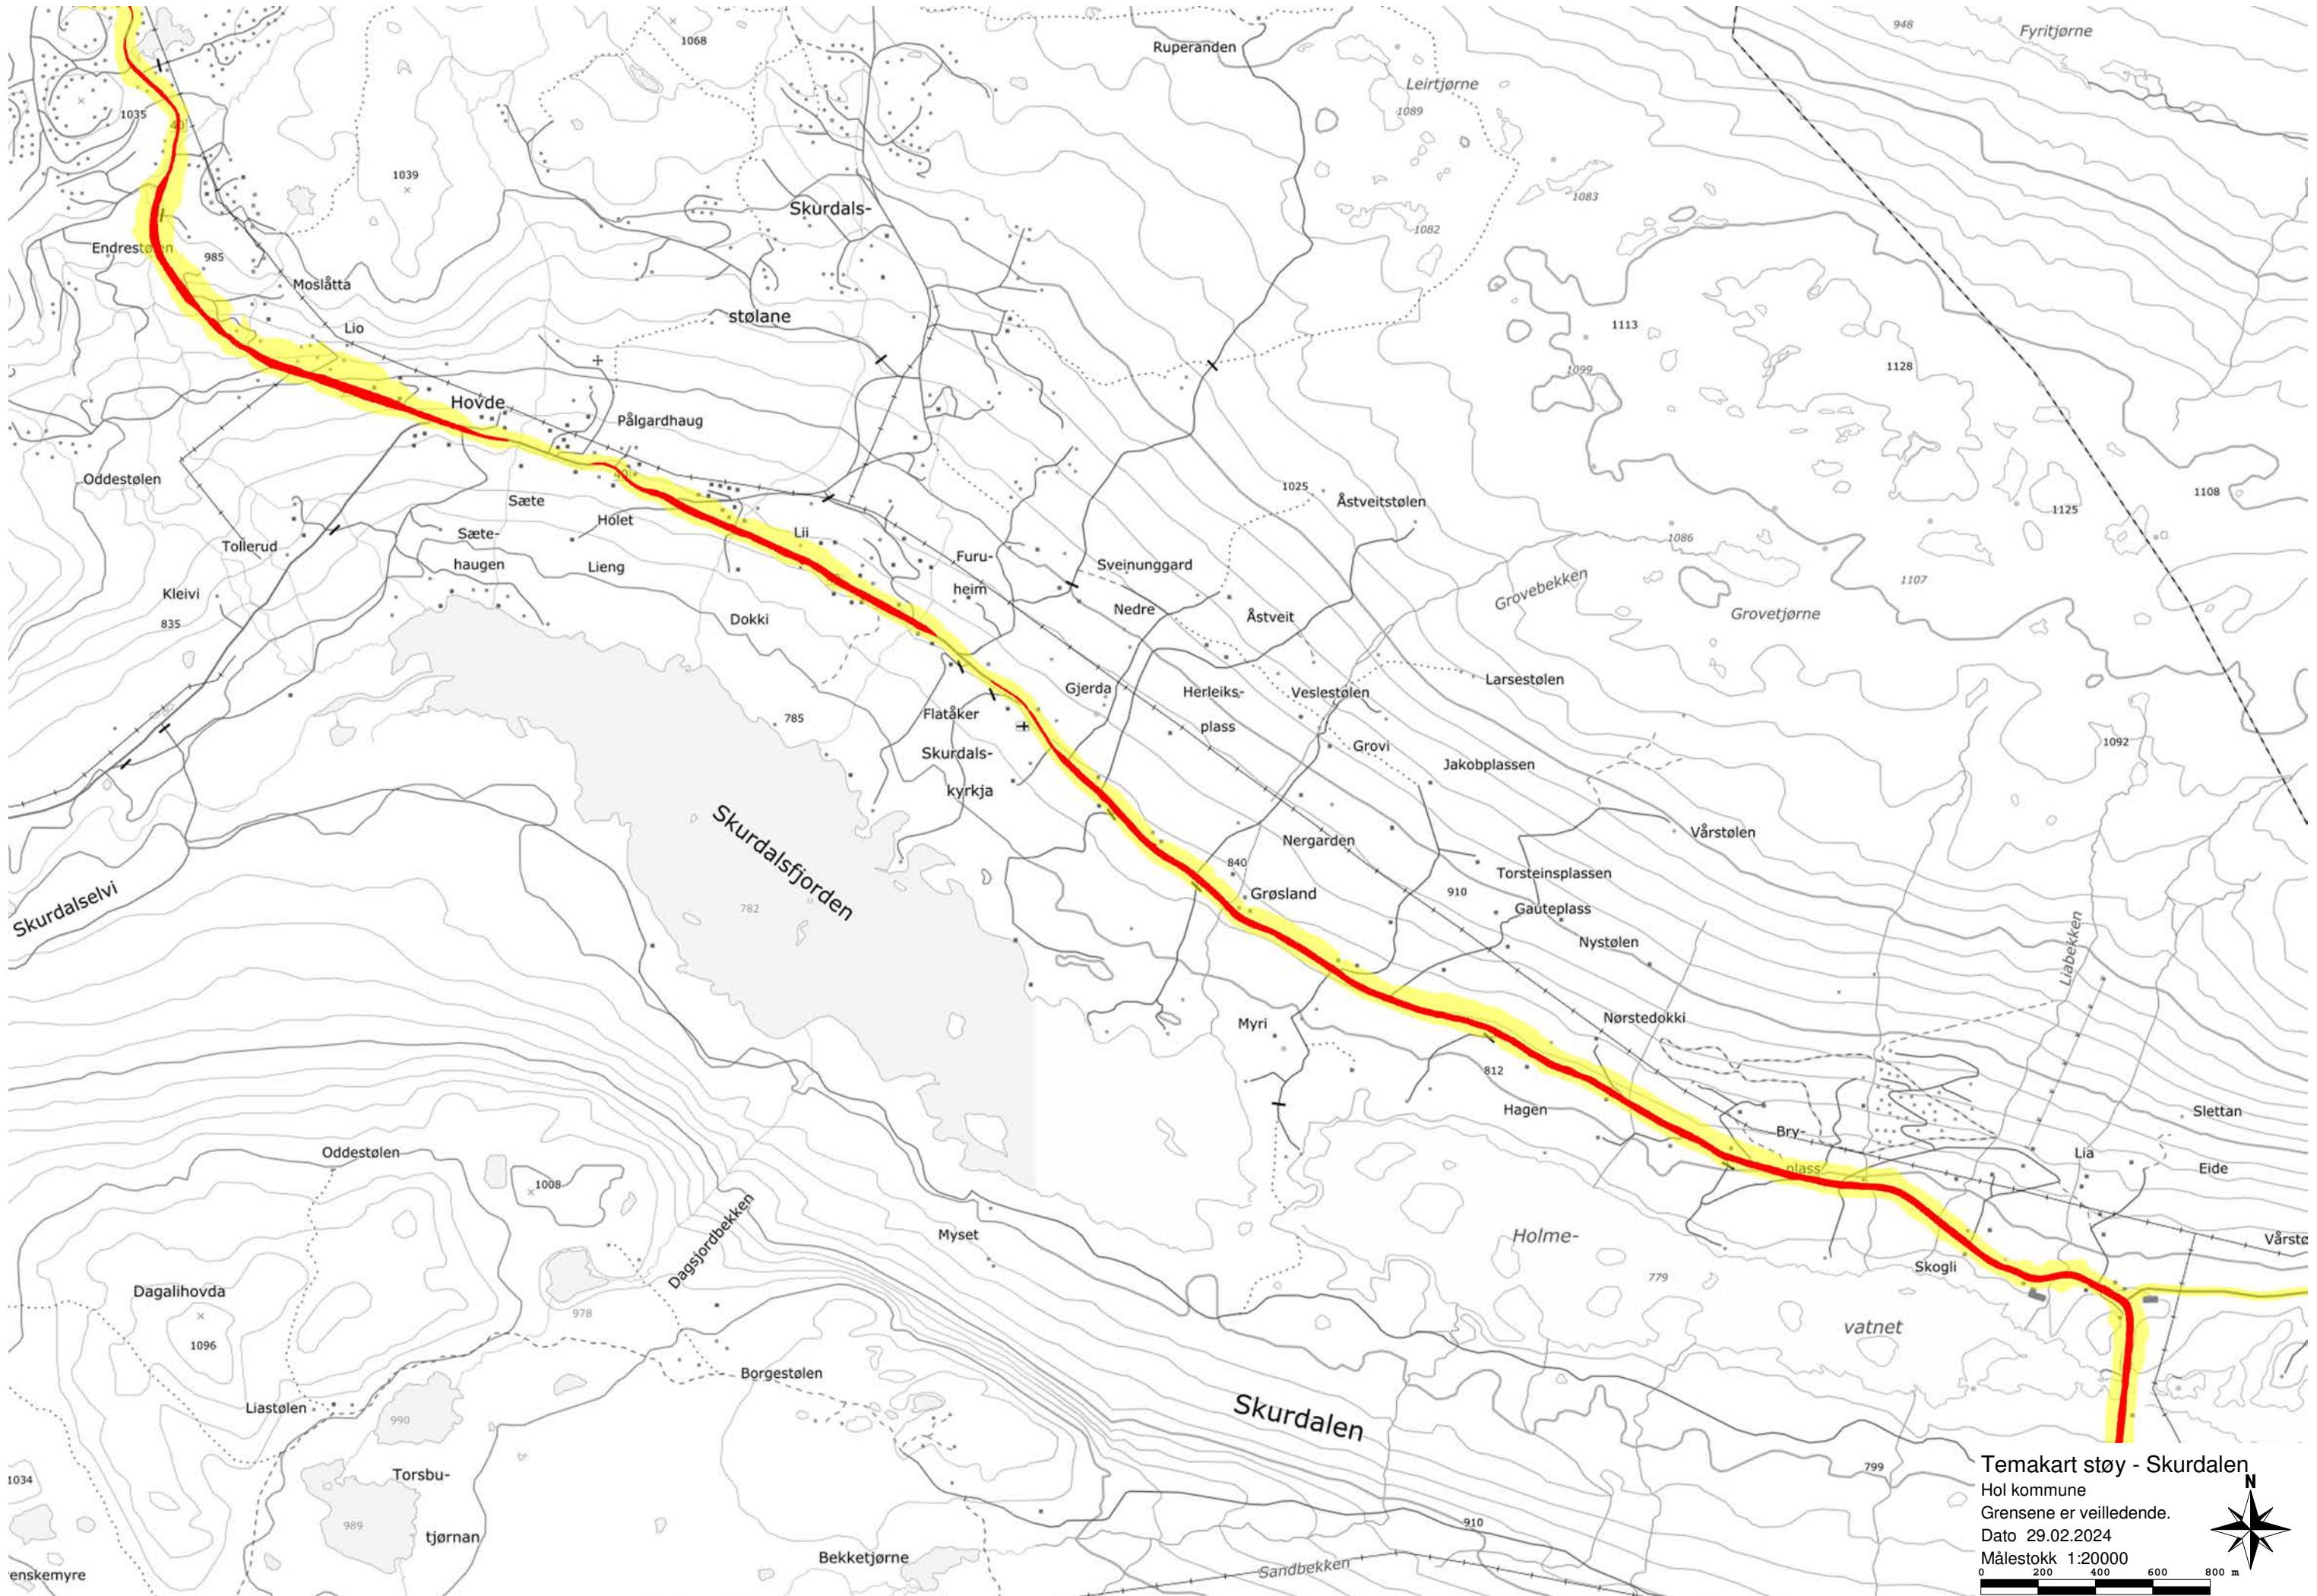 948
Fyritjørne
1068
Ruperanden
Leirtjørne
1089
1035
40
1039
1083
Skurdals-
1082
Endrestølen
985
Moslåtta
stølane
Lio
1113
1128
1099
Hovde
Pålgardhaug
40
Oddestølen
1025
Åstveitstølen
1108
1125
Sæte
Holet
Lii
Sæte-
haugen
Tollerud
Lieng
Furu-
heim
Sveinunggard
1086
1107
Grovebekken
Grovetjørne
Kleivi
835
Dokki
Nedre
Åstveit
Larsestølen
Gjerda
Herleiks-
plass
Veslestølen
785
Flatåker
Grovi
1092
Skurdals-
kyrkja
Jakobplassen
Skurdalsfjorden
Nergarden
Vårstølen
840
Torsteinsplassen
Skurdalselvi
782
Grøsland
910
Gauteplass
Nystølen
Liabekken
Myri
Nørstedokki
812
Hagen
Bry-
plass
Slettan
Lia
Eide
Oddestølen
1008
Dagsjordbekken
Myset
Holme-
Vårstø
Skogli
779
Dagalihovda
978
1096
vatnet
Borgestølen
Liastølen
990
Skurdalen
1034
Torsbu-
tjørnan
989
799
910
Bekketjørne
Sandbekken
enskemyre
Temakart støy - Skurdalen
N
Hol kommune
Grensene er veilledende.
Dato 29.02.2024
Målestokk 1:20000
0 200 400 600 800 m